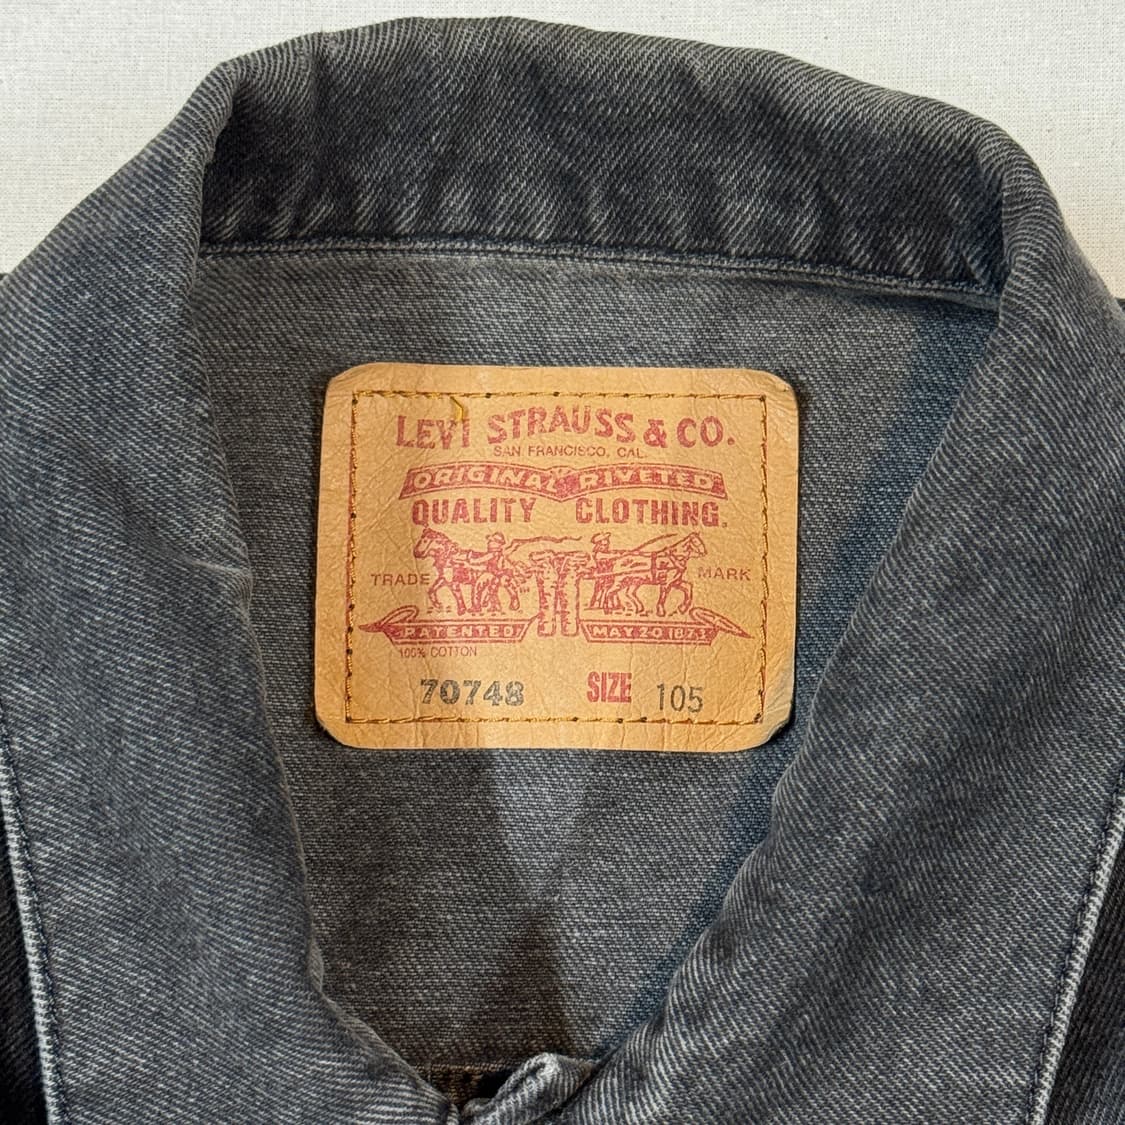 LEVI STRAUSS & CO.
SAN FRANCISCO, CAL.
ORIGINAL RIVETED
QUALITY CLOTHING.
TRADE MARK
PATENTED MAY 20 1873
100% COTTON
70748 SIZE 105